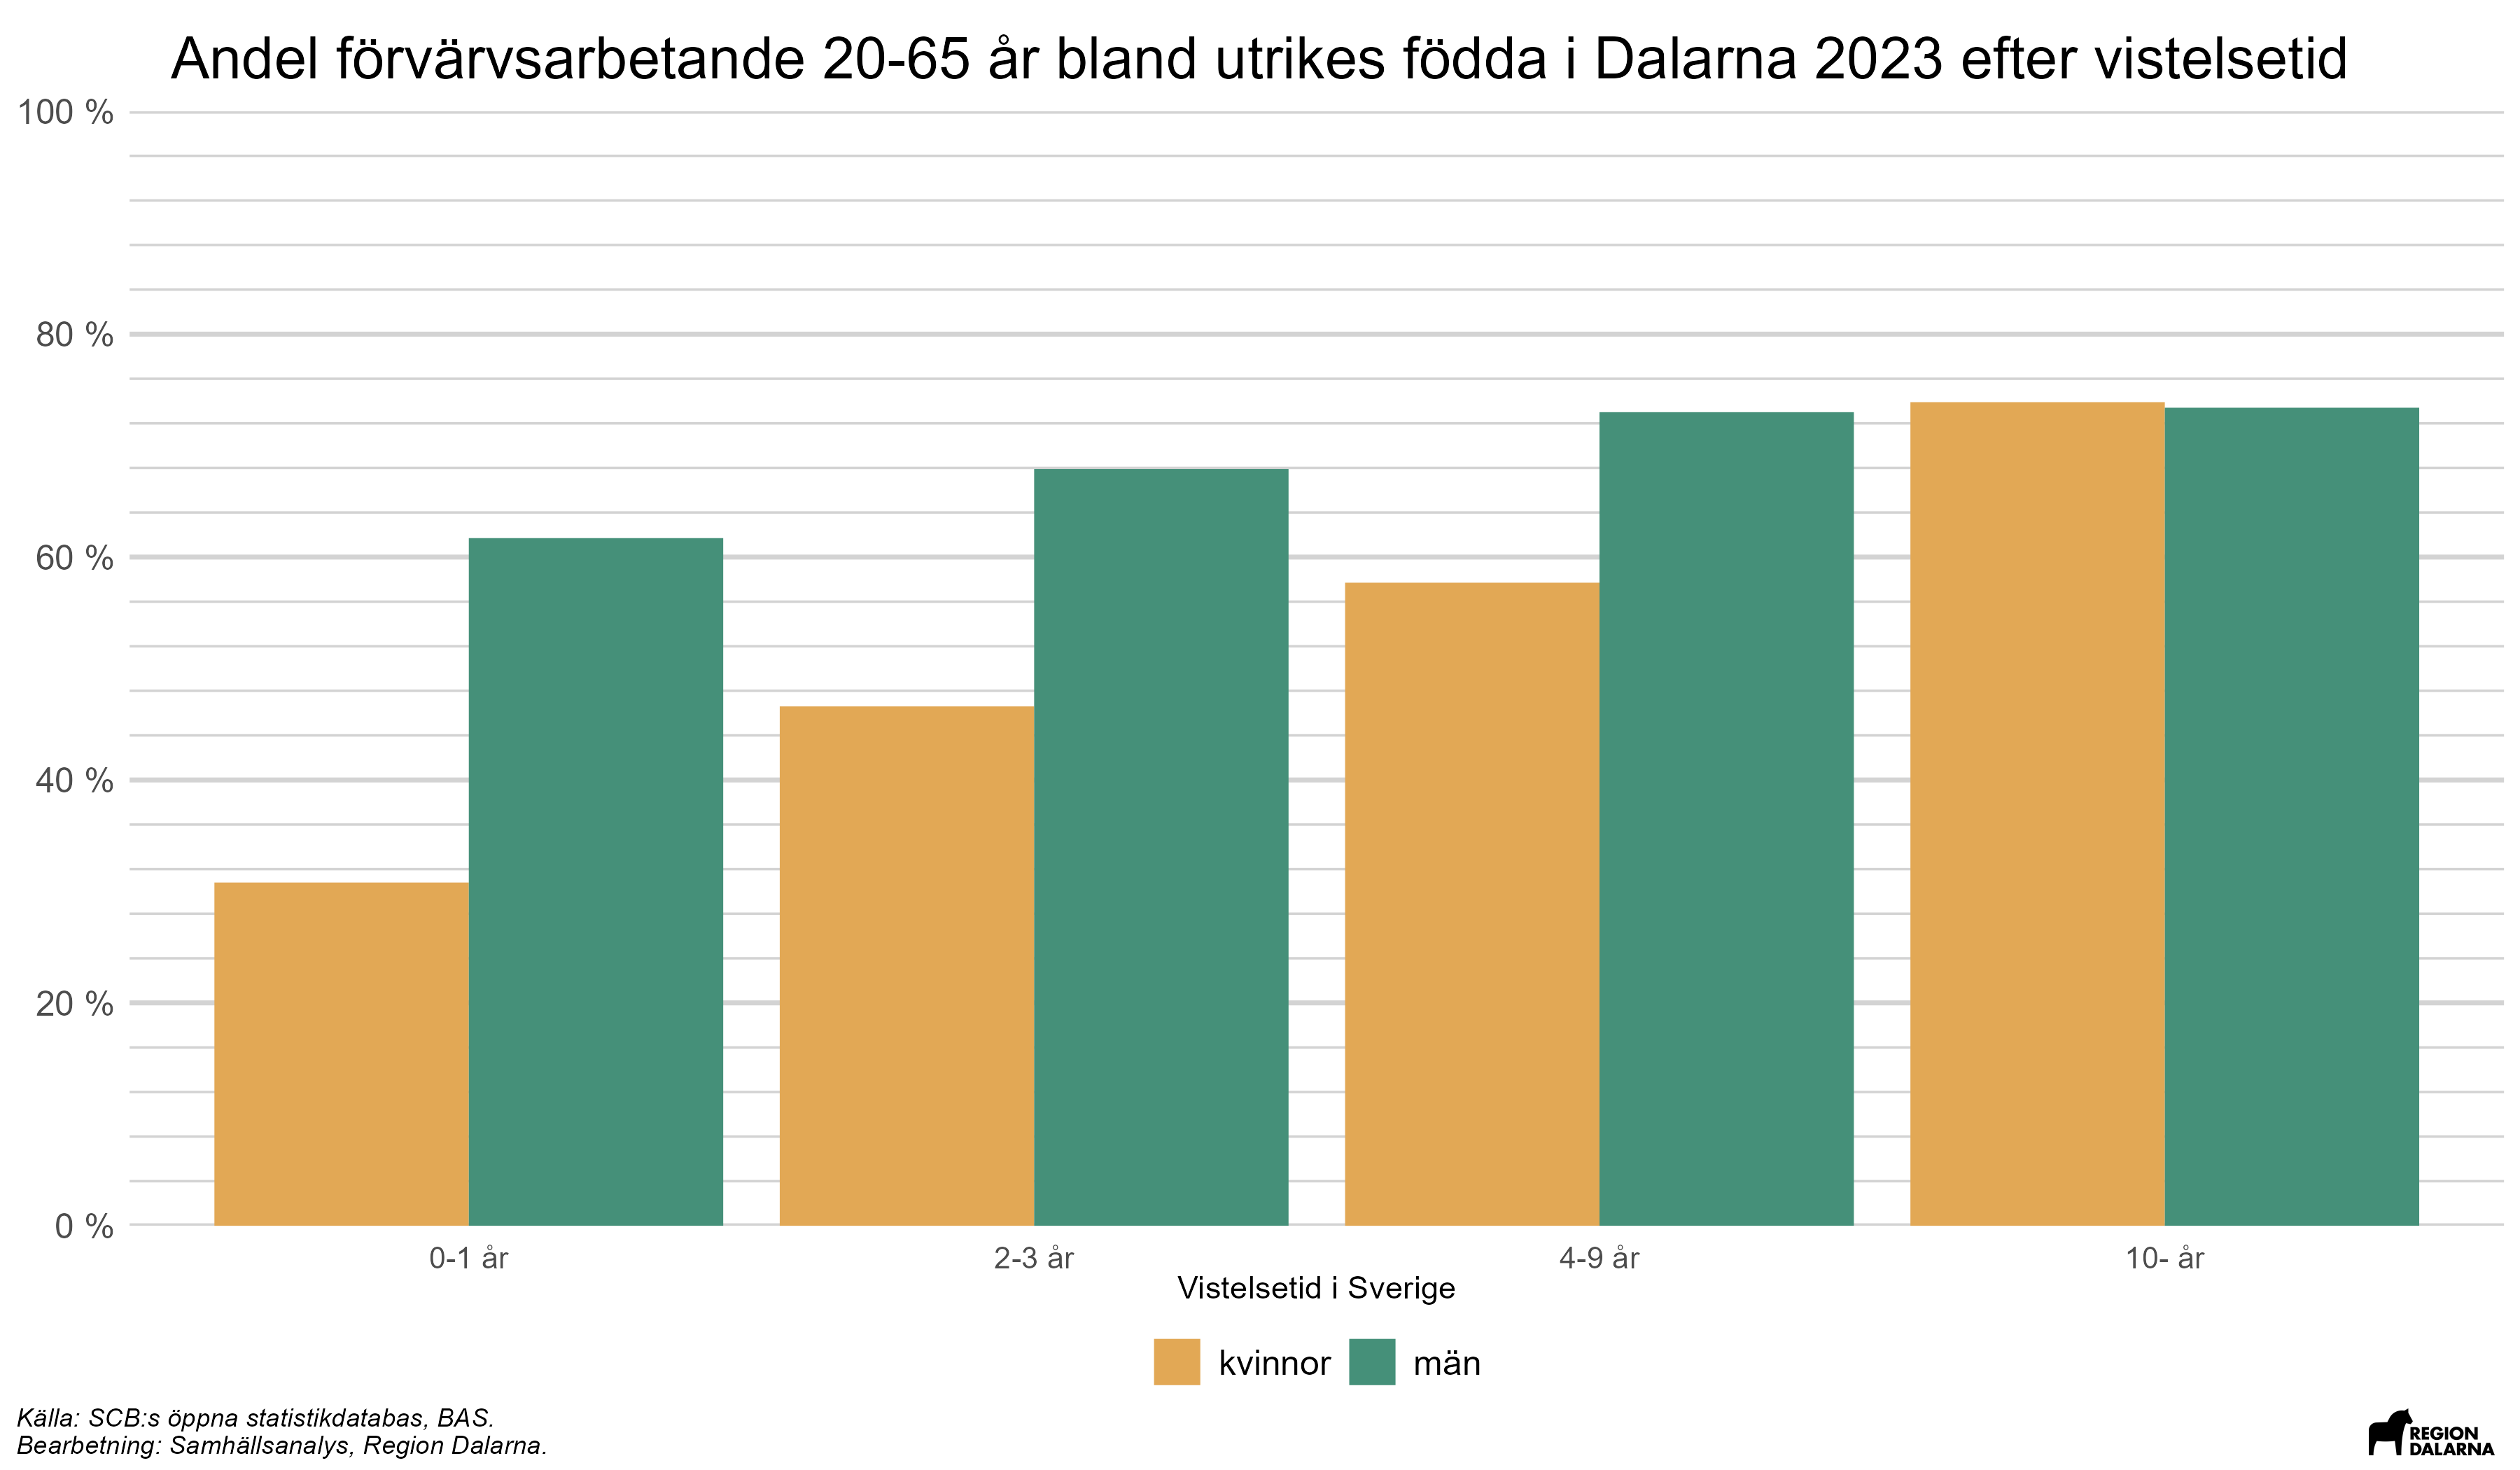 Andel förvärvsarbetande 20-65 år bland utrikes födda i Dalarna 2023 efter vistelsetid
100 %
80 %
60 %
40 %
20 %
0 %
0-1 år
2-3 år
4-9 år
10- år
Vistelsetid i Sverige
kvinnor
män
Källa: SCB:s öppna statistikdatabas, BAS.
Bearbetning: Samhällsanalys, Region Dalarna.
REGION
DALARNA